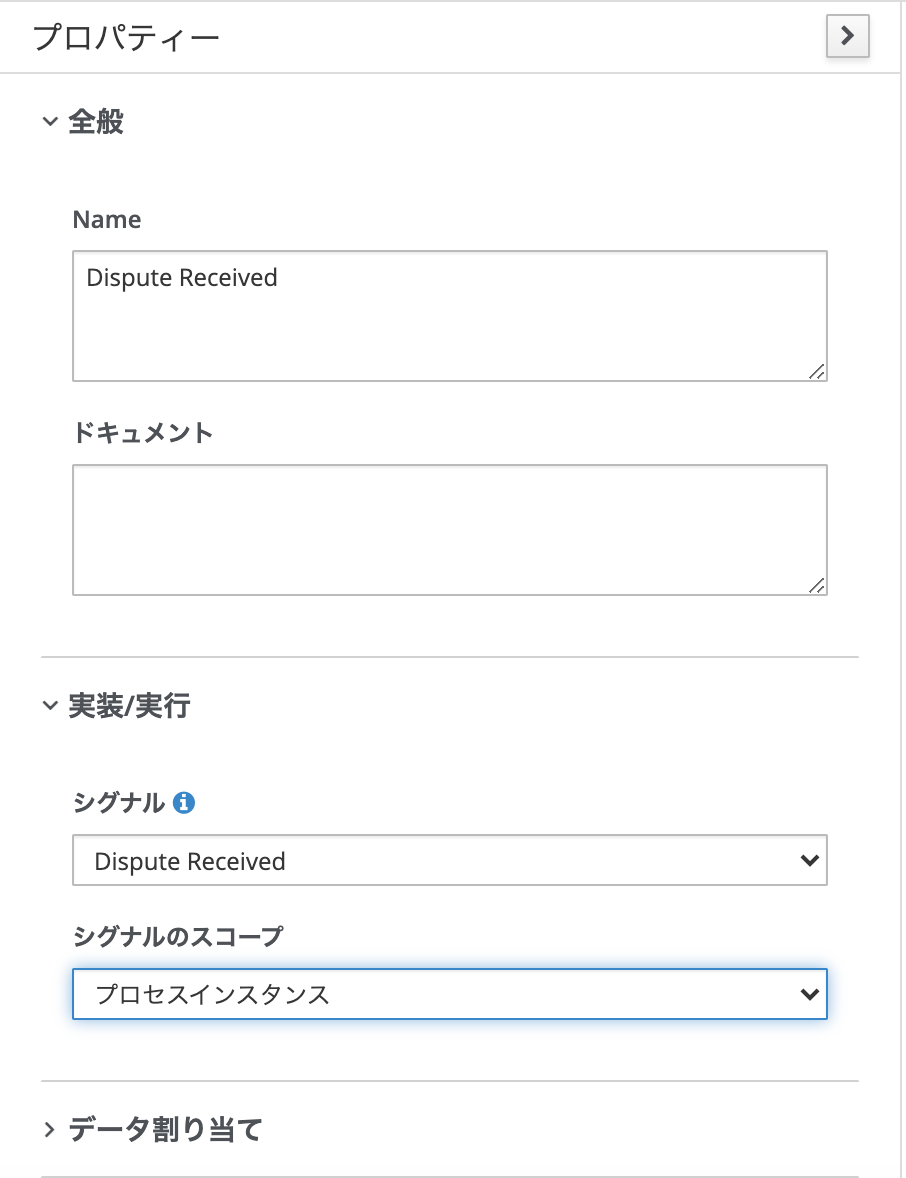 プロパティー
全般
Name
Dispute Received
ドキュメント
実装/実行
シグナル
Dispute Received
シグナルのスコープ
プロセスインスタンス
データ割り当て